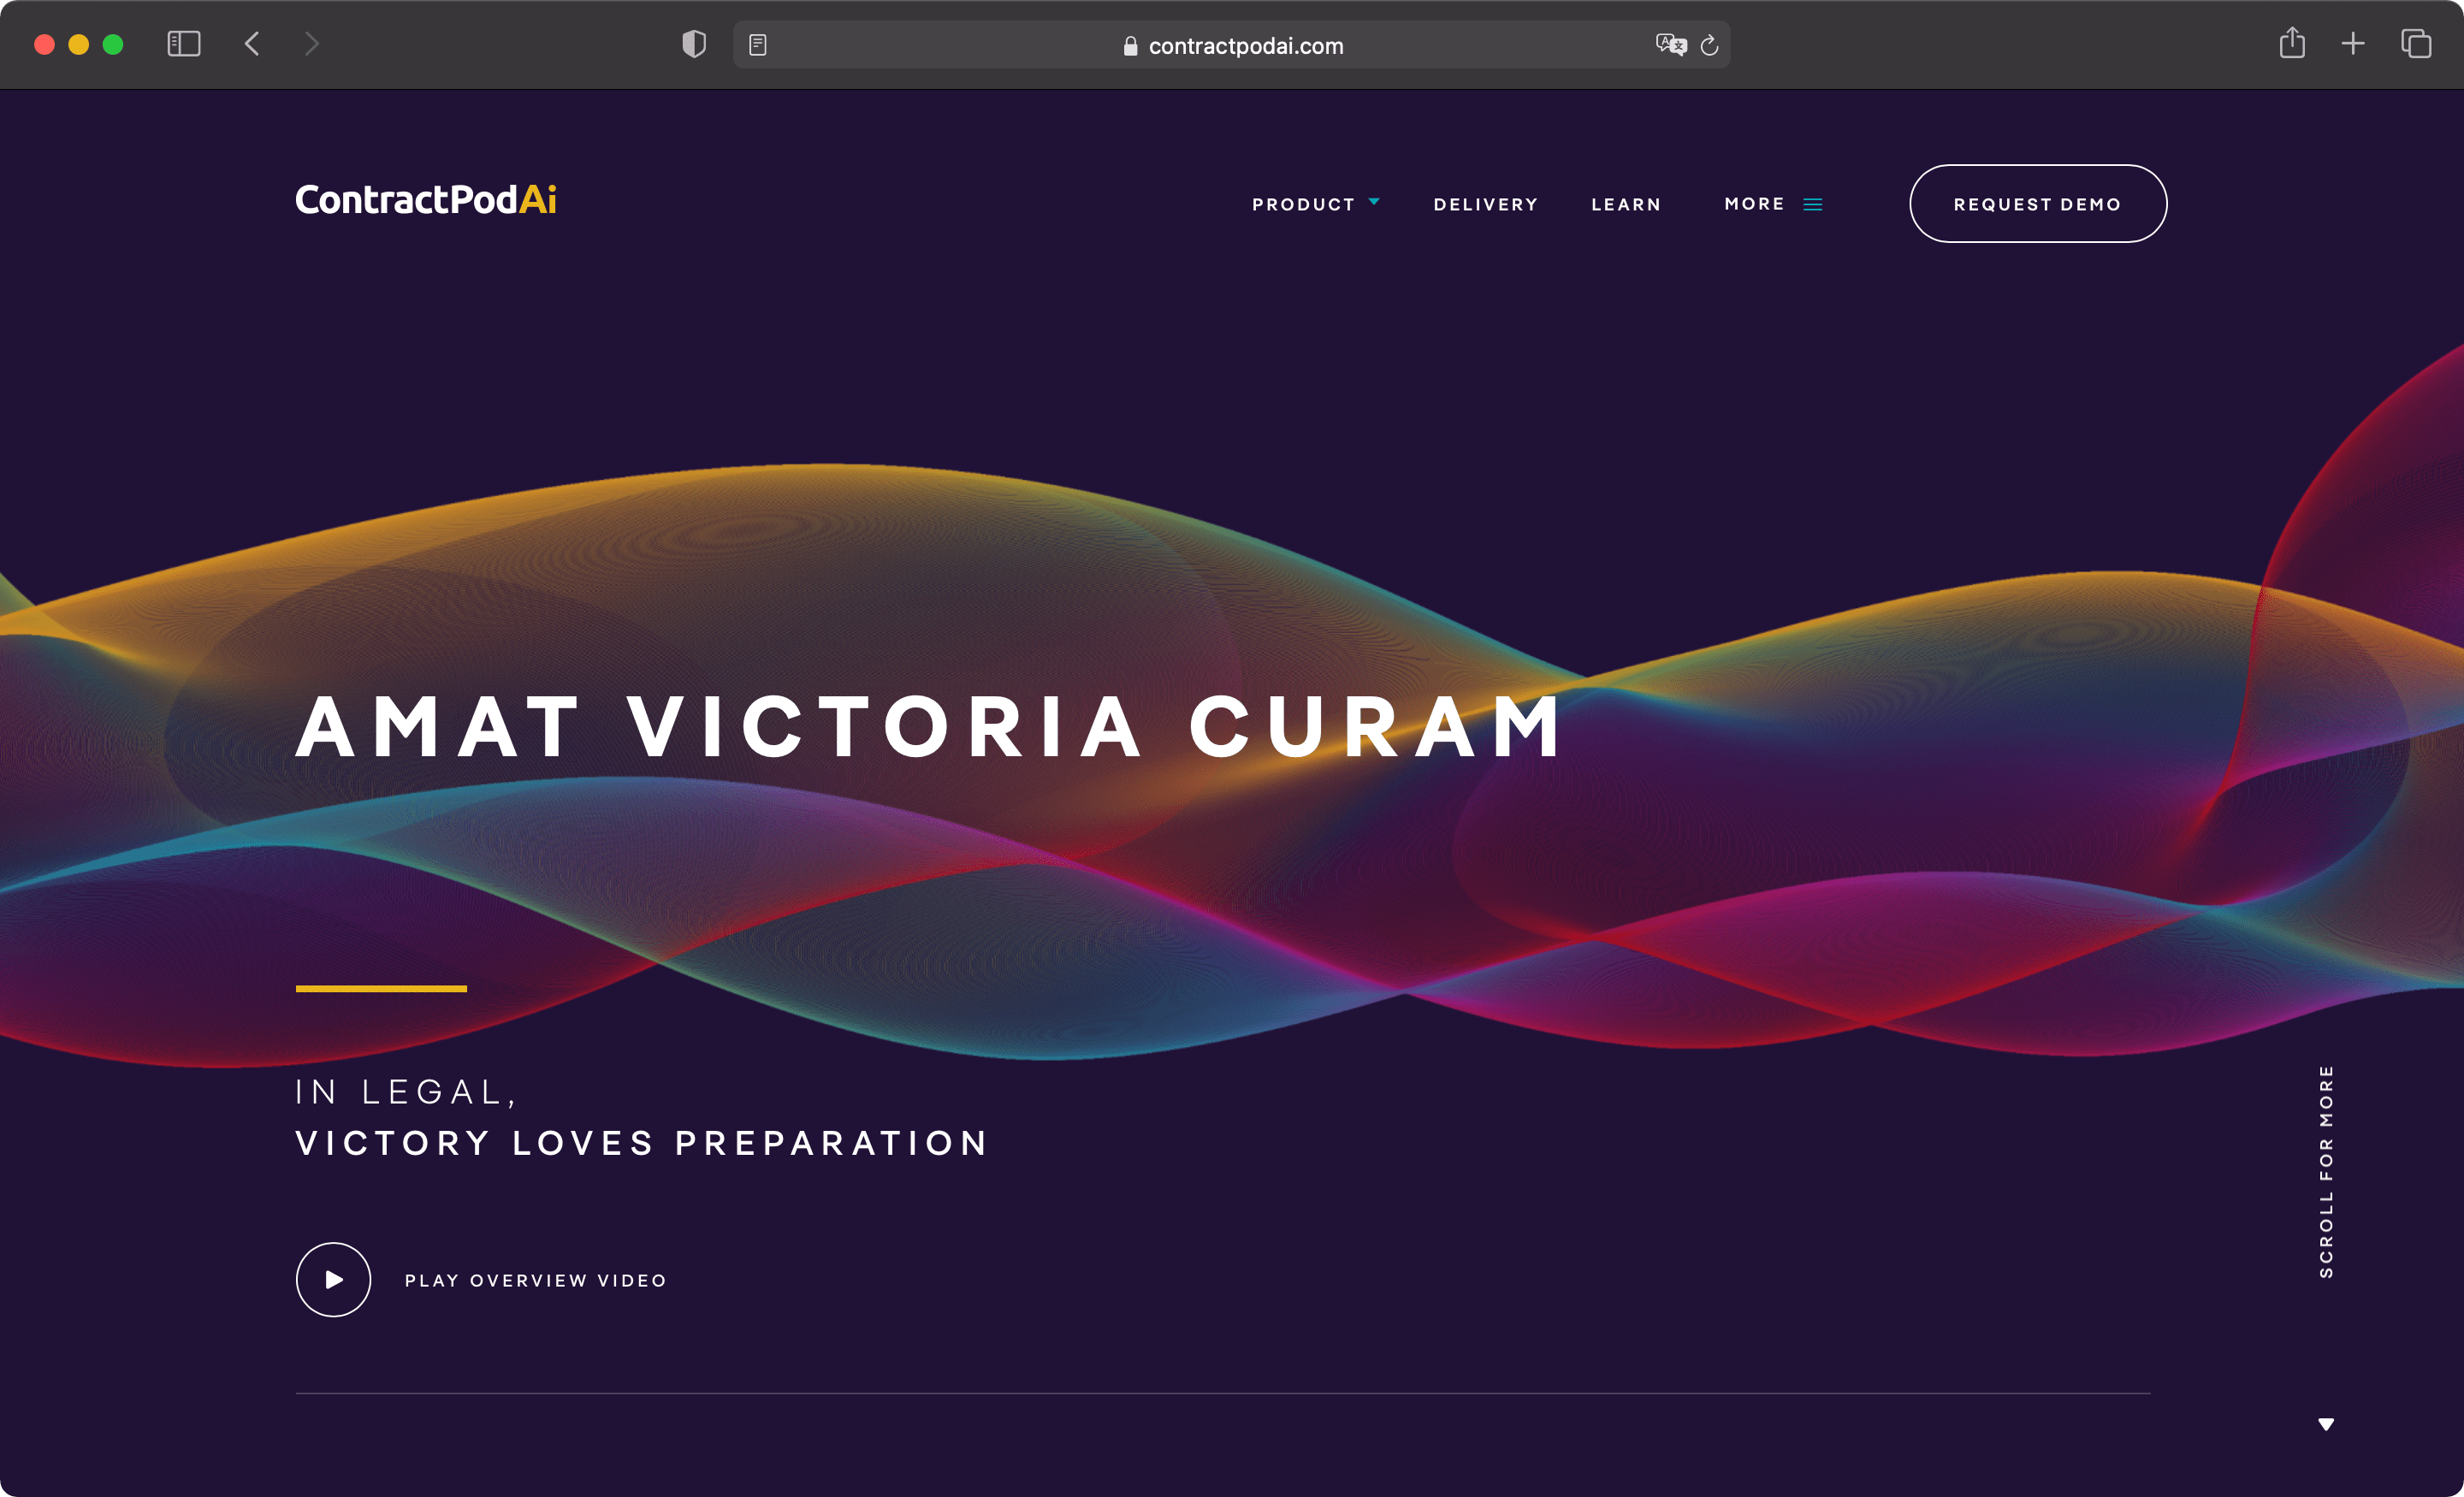 contractpodai.com
ContractPodAi
PRODUCT
DELIVERY
LEARN
MORE
REQUEST DEMO
AMAT VICTORIA CURAM
IN LEGAL,
VICTORY LOVES PREPARATION
PLAY OVERVIEW VIDEO
SCROLL FOR MORE